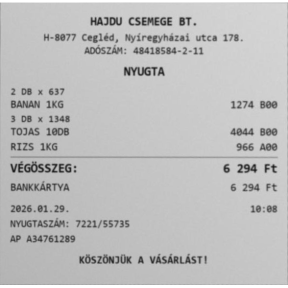 HAJDU CSEMEGE BT.
H-8077 Cegléd, Nyíregyházai utca 178.
ADÓSZÁM: 48418584-2-11
NYUGTA
2 DB x 637
BANAN 1KG 1274 B00
3 DB x 1348
TOJAS 10DB 4044 B00
RIZS 1KG 966 A00
VÉGÖSSZEG: 6 294 Ft
BANKKÁRTYA 6 294 Ft
2026.01.29. 10:08
NYUGTASZÁM: 7221/55735
AP A34761289
KÖSZÖNJÜK A VÁSÁRLÁST!